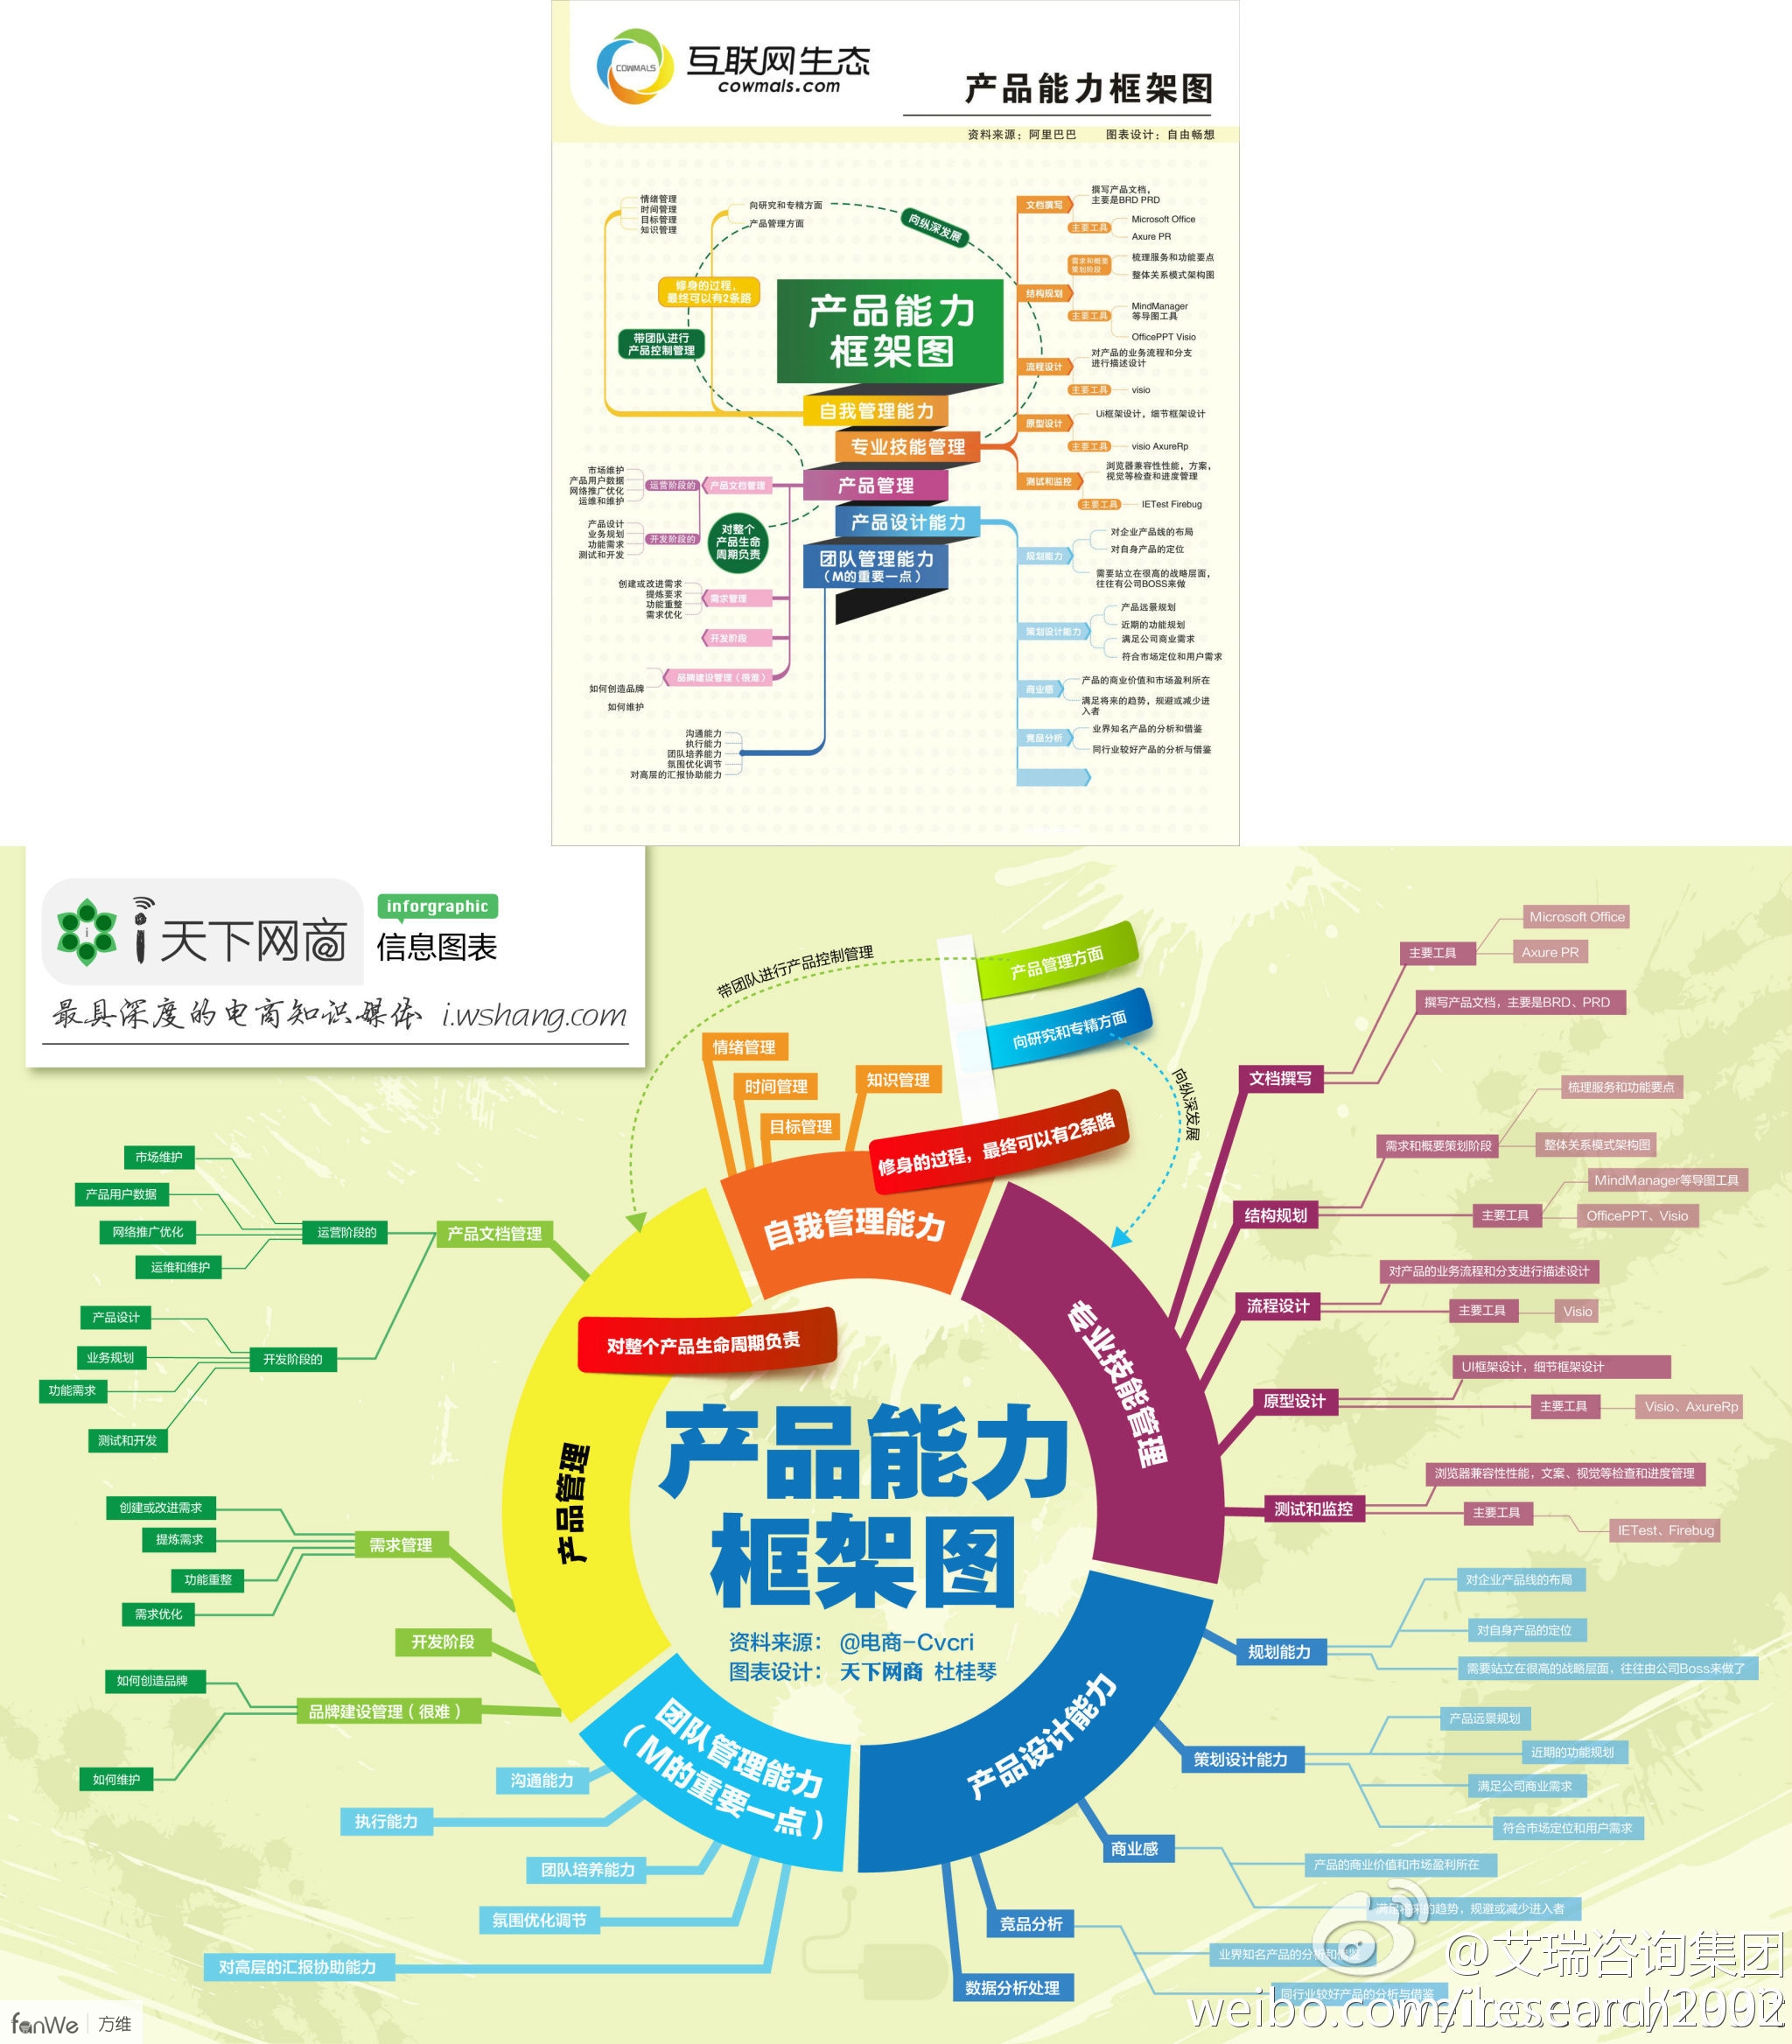 COWMALS
互联网生态
cowmals.com
产品能力框架图
资料来源：阿里巴巴 图表设计：自由畅想
情绪管理
时间管理
目标管理
知识管理
向研究和专精方面
产品管理方面
向纵深发展
修身的过程，
最终可以有2条路
带团队进行
产品控制管理
产品能力
框架图
自我管理能力
专业技能管理
产品管理
产品设计能力
团队管理能力
（M的重要一点）
文档撰写
撰写产品文档，
主要是BRD PRD
主要工具
Microsoft Office
Axure PR
结构规划
需求和概要
策划阶段
梳理服务和功能要点
整体关系模式架构图
主要工具
MindManager
等导图工具
OfficePPT Visio
流程设计
对产品的业务流程和分支
进行描述设计
主要工具
visio
原型设计
Ui框架设计，细节框架设计
主要工具
visio AxureRp
测试和监控
浏览器兼容性性能，方案，
视觉等检查和进度管理
主要工具
IETest Firebug
市场维护
产品用户数据
网络推广优化
运维和维护
运营阶段的
产品文档管理
产品设计
业务规划
功能需求
测试和开发
开发阶段的
对整个
产品生命
周期负责
创建或改进需求
提炼要求
功能重整
需求优化
需求管理
开发阶段
品牌建设管理（很难）
如何创造品牌
如何维护
沟通能力
执行能力
团队培养能力
氛围优化调节
对高层的汇报协助能力
规划能力
对企业产品线的布局
对自身产品的定位
需要站立在很高的战略层面，
往往有公司BOSS来做
策划设计能力
产品远景规划
近期的功能规划
满足公司商业需求
符合市场定位和用户需求
商业感
产品的商业价值和市场盈利所在
满足将来的趋势，规避或减少进
入者
竞品分析
业界知名产品的分析和借鉴
同行业较好产品的分析与借鉴
i天下网商
inforgraphic
信息图表
最具深度的电商知识媒体 i.wshang.com
带团队进行产品控制管理
产品管理方面
向研究和专精方面
向纵深发展
修身的过程，最终可以有2条路
情绪管理
时间管理
目标管理
知识管理
自我管理能力
专业技能管理
产品设计能力
团队管理能力
（M的重要一点）
产品管理
对整个产品生命周期负责
产品能力
框架图
资料来源： @电商-Cvcri
图表设计： 天下网商 杜桂琴
文档撰写
主要工具
Microsoft Office
Axure PR
撰写产品文档，主要是BRD、PRD
结构规划
需求和概要策划阶段
梳理服务和功能要点
整体关系模式架构图
主要工具
MindManager等导图工具
OfficePPT、Visio
流程设计
对产品的业务流程和分支进行描述设计
主要工具
Visio
原型设计
UI框架设计，细节框架设计
主要工具
Visio、AxureRp
测试和监控
浏览器兼容性性能，文案、视觉等检查和进度管理
主要工具
IETest、Firebug
市场维护
产品用户数据
网络推广优化
运维和维护
运营阶段的
产品文档管理
产品设计
业务规划
功能需求
测试和开发
开发阶段的
创建或改进需求
提炼需求
功能重整
需求优化
需求管理
开发阶段
如何创造品牌
品牌建设管理（很难）
如何维护
沟通能力
执行能力
团队培养能力
氛围优化调节
对高层的汇报协助能力
规划能力
对企业产品线的布局
对自身产品的定位
需要站立在很高的战略层面，往往由公司Boss来做了
策划设计能力
产品远景规划
近期的功能规划
满足公司商业需求
符合市场定位和用户需求
商业感
产品的商业价值和市场盈利所在
满足将来的趋势，规避或减少进入者
竞品分析
业界知名产品的分析和借鉴
同行业较好产品的分析与借鉴
数据分析处理
@艾瑞咨询集团
weibo.com/iresearch2002
fanWe 方维